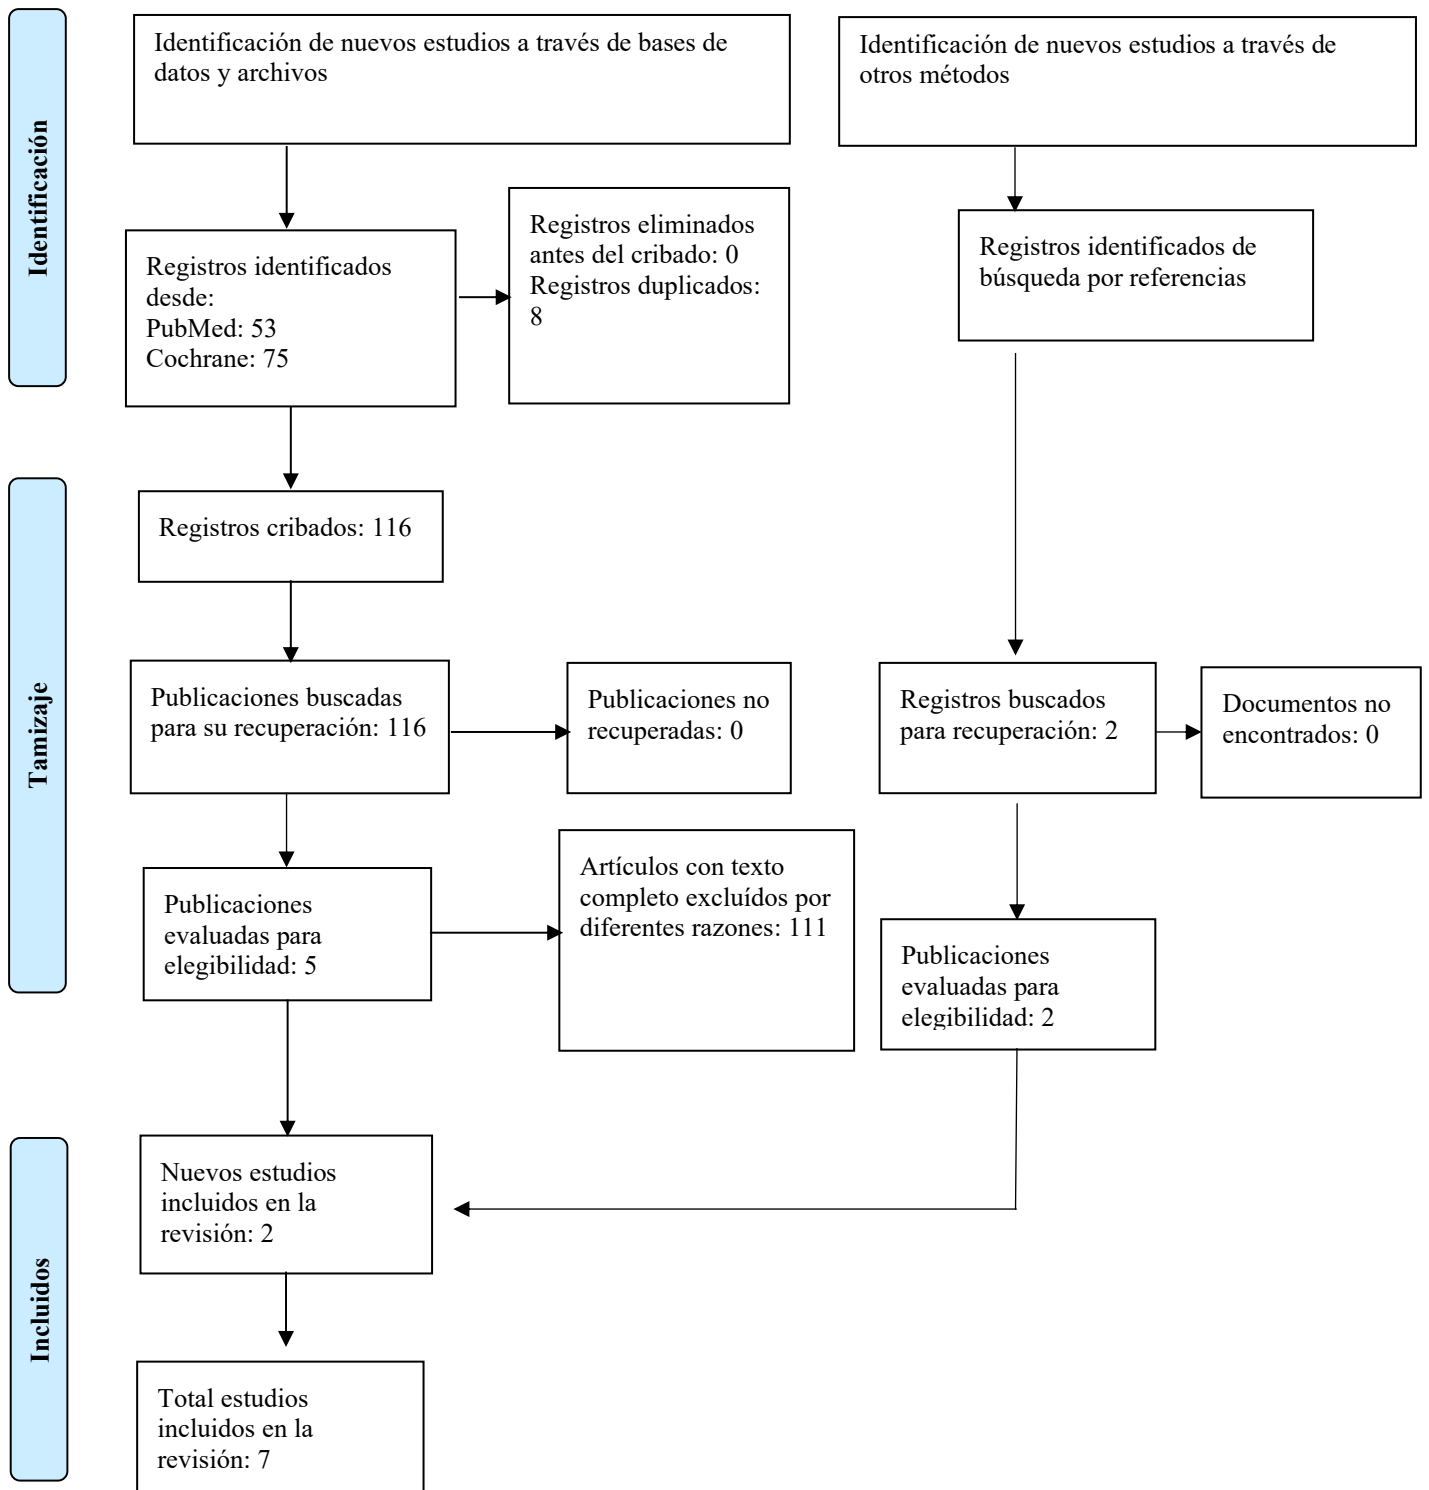 Identificación
Identificación de nuevos estudios a través de bases de
datos y archivos
Identificación de nuevos estudios a través de
otros métodos
Registros identificados
desde:
PubMed: 53
Cochrane: 75
Registros eliminados
antes del cribado: 0
Registros duplicados:
8
Registros identificados de
búsqueda por referencias
Tamizaje
Registros cribados: 116
Publicaciones buscadas
para su recuperación: 116
Publicaciones no
recuperadas: 0
Registros buscados
para recuperación: 2
Documentos no
encontrados: 0
Publicaciones
evaluadas para
elegibilidad: 5
Artículos con texto
completo excluídos por
diferentes razones: 111
Publicaciones
evaluadas para
elegibilidad: 2
Incluidos
Nuevos estudios
incluidos en la
revisión: 2
Total estudios
incluidos en la
revisión: 7